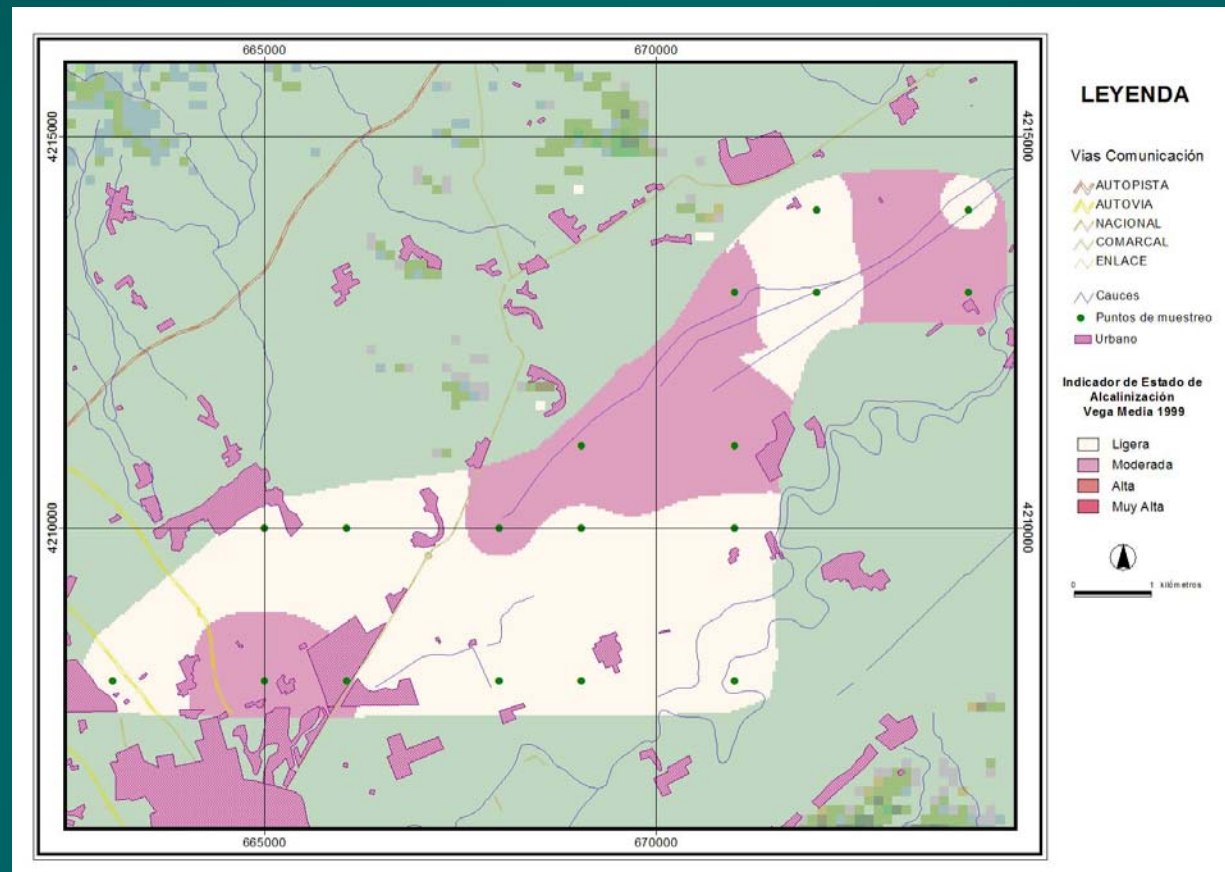 665000
670000
4215000
4215000
4210000
4210000
665000
670000
LEYENDA
Vias Comunicación
AUTOPISTA
AUTOVIA
NACIONAL
COMARCAL
ENLACE
Cauces
Puntos de muestreo
Urbano
Indicador de Estado de
Alcalinización
Vega Media 1999
Ligera
Moderada
Alta
Muy Alta
0 1 kilómetros